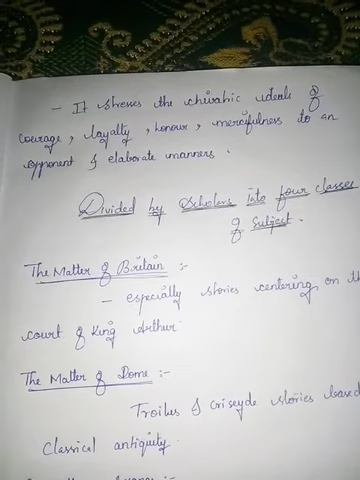 - It stresses the chivalric ideals of
courage, loyalty, honour, mercifulness to an
opponent & elaborate manners.
Divided by Scholars into four classes
of Subject.
The Matter of Britain :-
- especially stories centering on the
court of King Arthur.
The Matter of Rome :-
Troilus & Criseyde stories based
Classical antiquity.